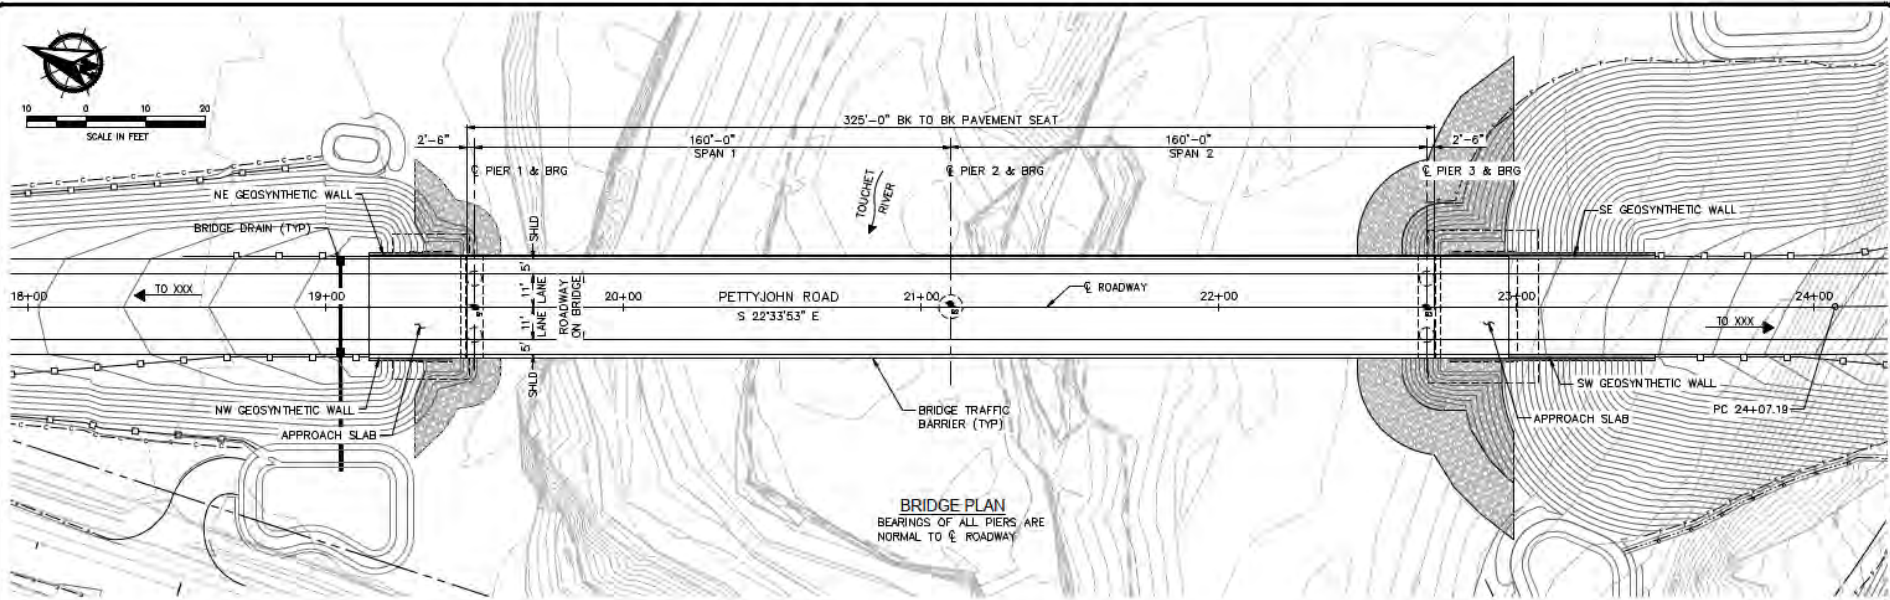 10 0 10 20
SCALE IN FEET
325'-0" BK TO BK PAVEMENT SEAT
2'-6"
160'-0"
SPAN 1
160'-0"
SPAN 2
2'-6"
℄ PIER 1 & BRG
℄ PIER 2 & BRG
℄ PIER 3 & BRG
TOUCHET
RIVER
NE GEOSYNTHETIC WALL
SE GEOSYNTHETIC WALL
BRIDGE DRAIN (TYP)
SHLD
5'
11'
LANE
11'
LANE
5'
SHLD
ROADWAY
ON BRIDGE
TO XXX
℄ ROADWAY
18+00
19+00
20+00
PETTYJOHN ROAD
S 22°33'53" E
21+00
22+00
23+00
24+00
TO XXX
NW GEOSYNTHETIC WALL
APPROACH SLAB
BRIDGE TRAFFIC
BARRIER (TYP)
SW GEOSYNTHETIC WALL
APPROACH SLAB
PC 24+07.19
BRIDGE PLAN
BEARINGS OF ALL PIERS ARE
NORMAL TO ℄ ROADWAY